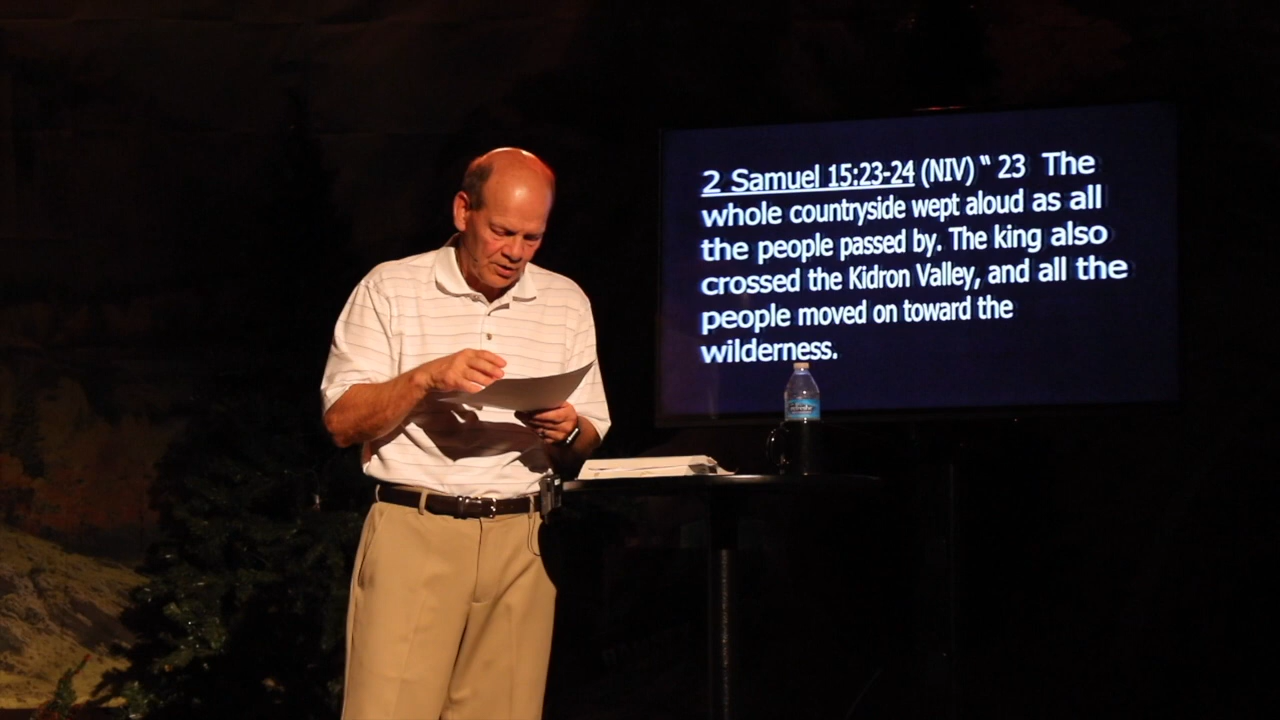 2 Samuel 15:23-24 (NIV) “ 23 The
whole countryside wept aloud as all
the people passed by. The king also
crossed the Kidron Valley, and all the
people moved on toward the
wilderness.